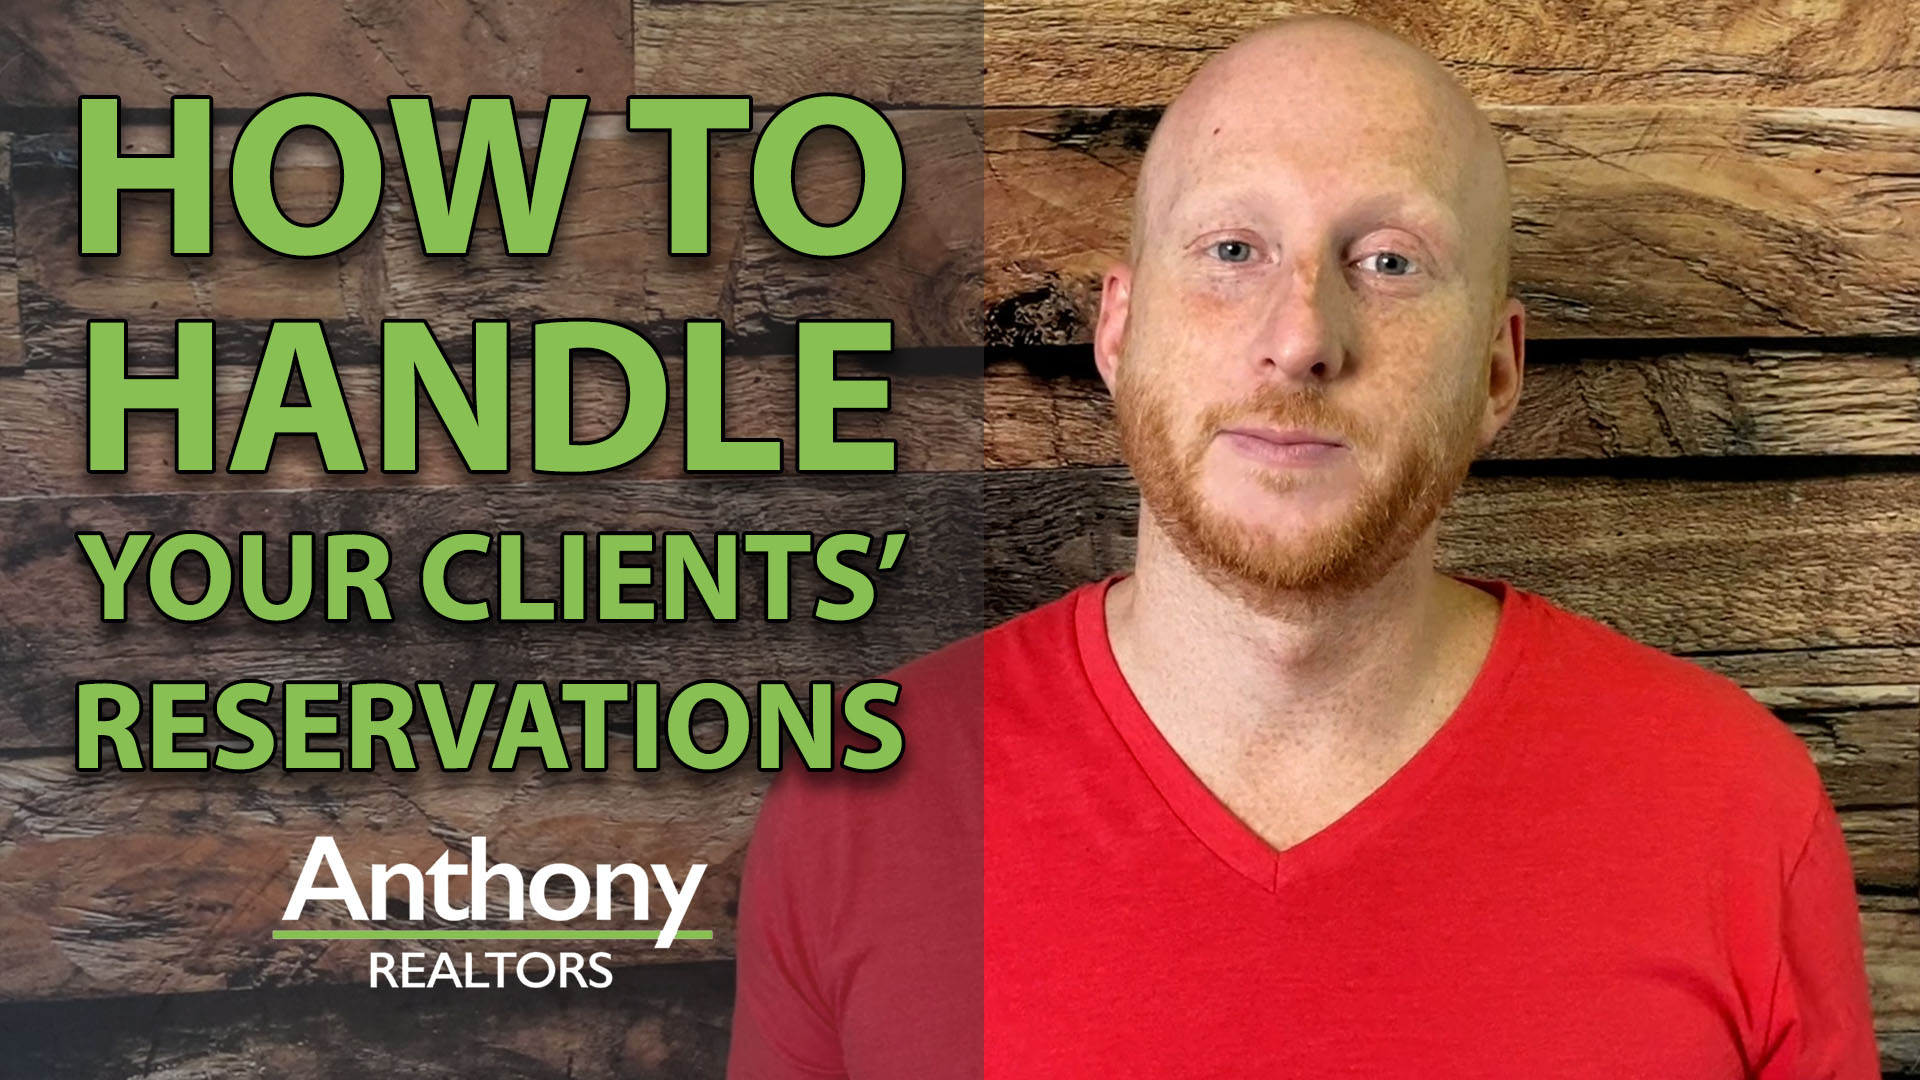 HOW TO
HANDLE
YOUR CLIENTS’
RESERVATIONS
Anthony
REALTORS